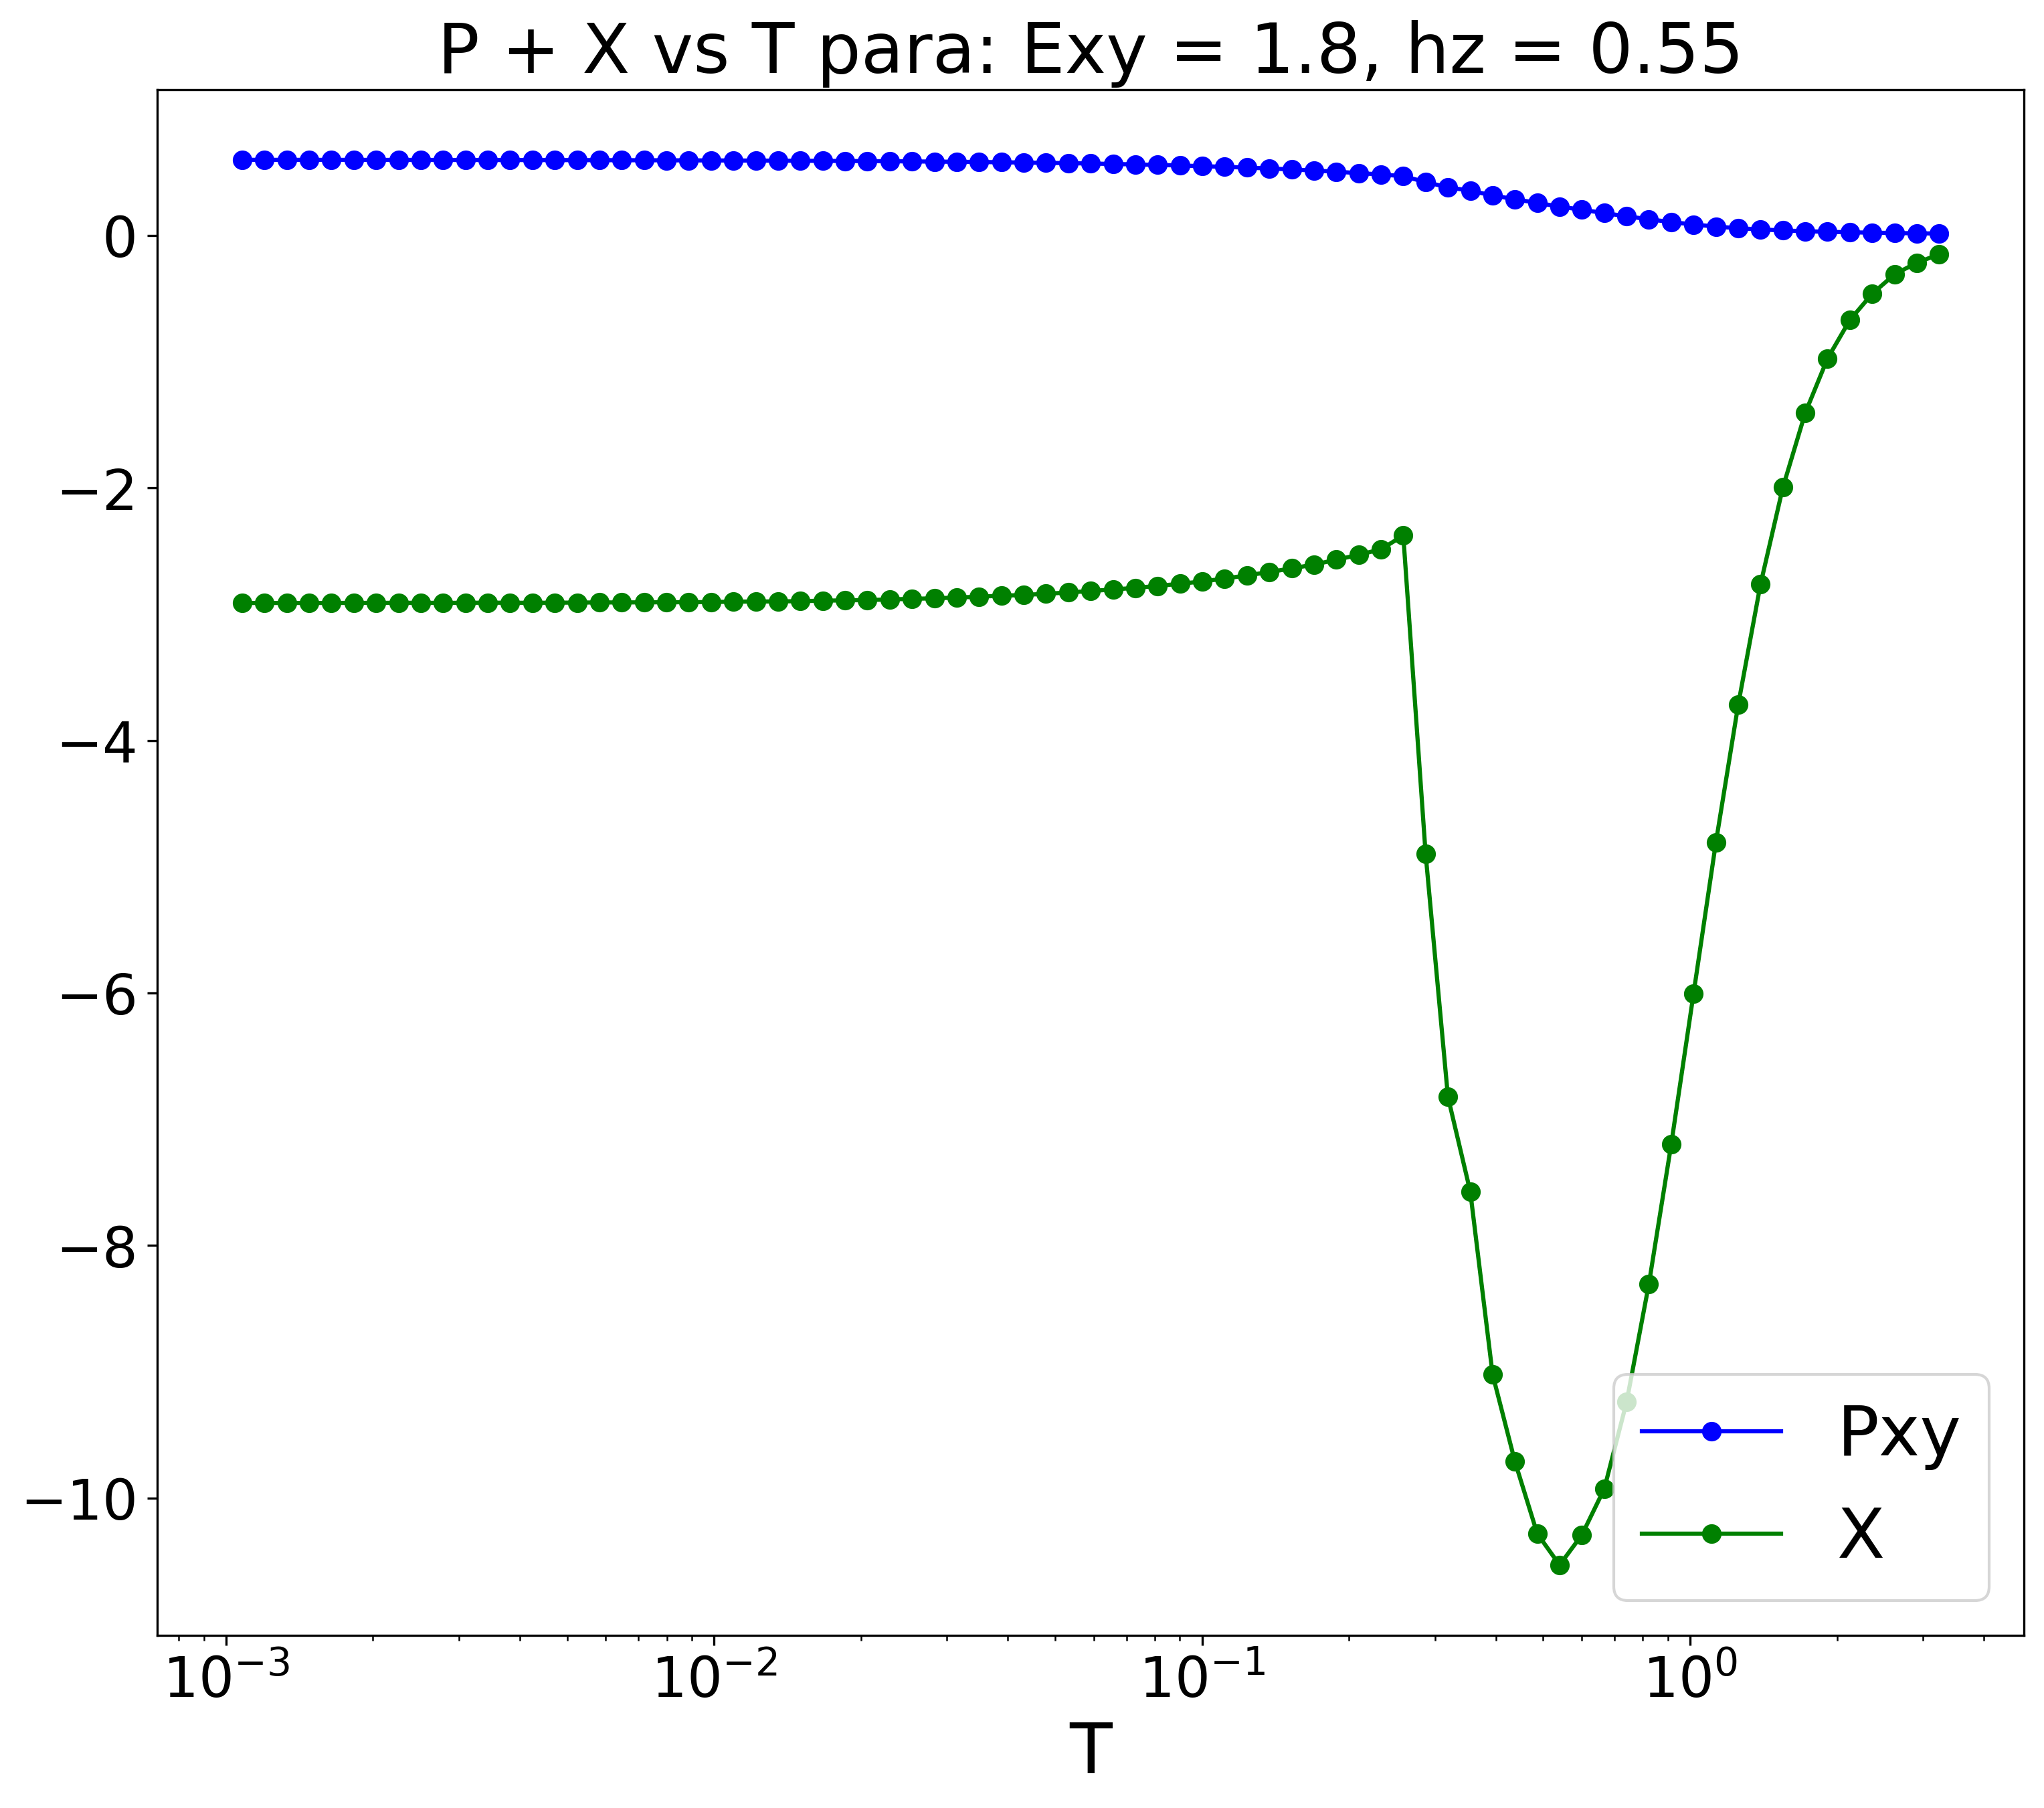 P + X vs T para: Exy = 1.8, hz = 0.55
0
−2
−4
−6
−8
−10
Pxy
X
10⁻³ 10⁻² 10⁻¹ 10⁰
T